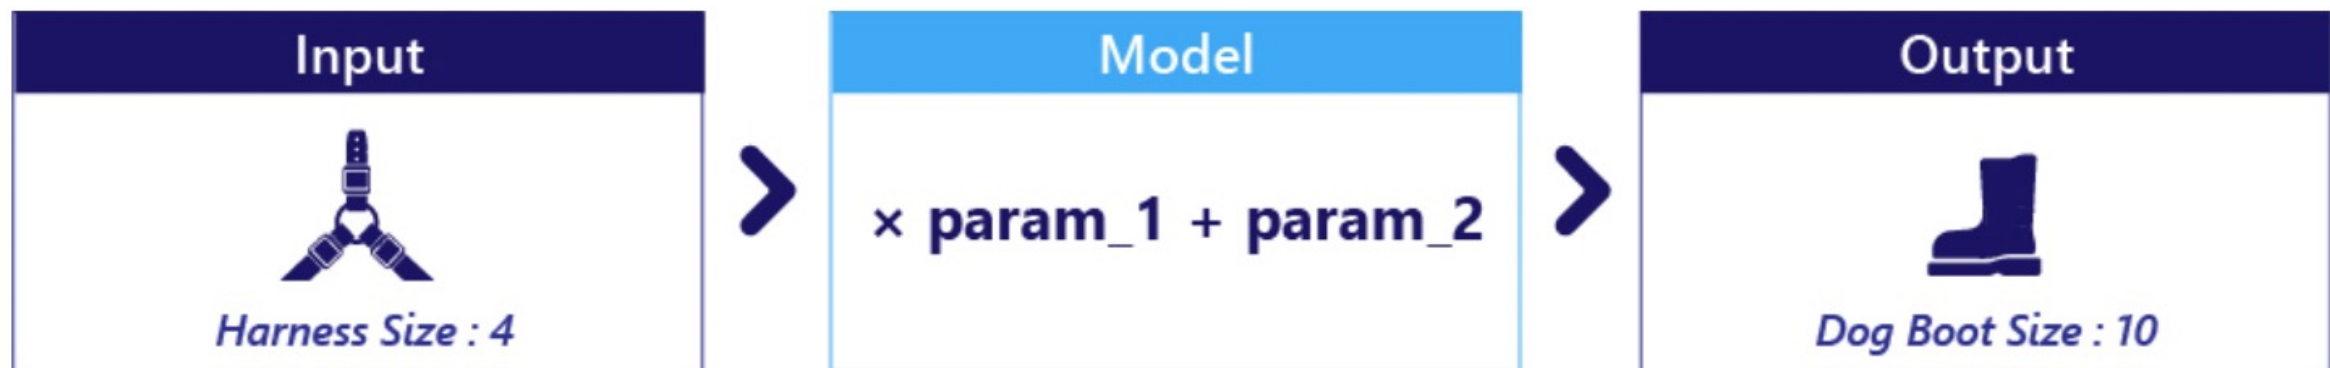 Input
Harness Size : 4
Model
× param_1 + param_2
Output
Dog Boot Size : 10